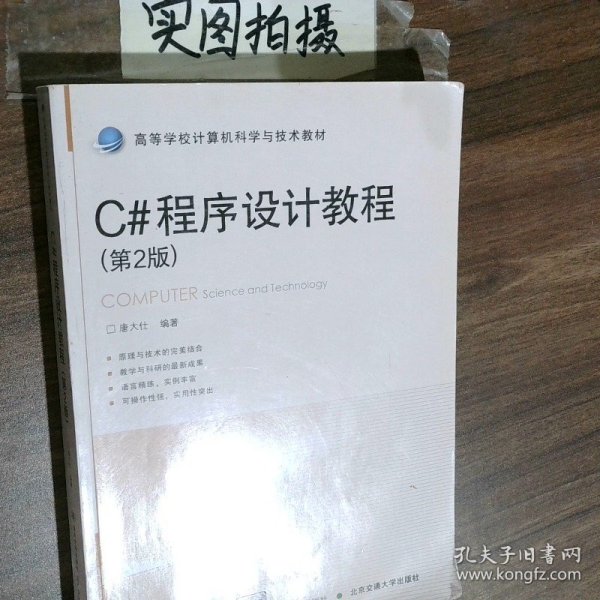 实图拍摄
高等学校计算机科学与技术教材
C#程序设计教程
(第2版)
COMPUTER Science and Technology
□ 唐大仕 编著
■ 原理与技术的完美结合
■ 教学与科研的最新成果
■ 语言精练，实例丰富
■ 可操作性强，实用性突出
北京交通大学出版社
孔夫子旧书网
www.kongfz.com